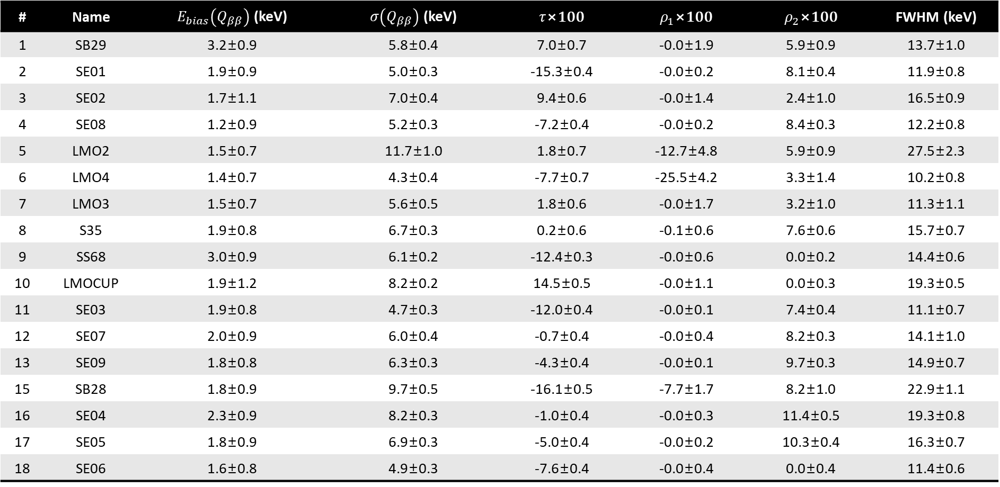 # Name E_bias(Q_ββ) (keV) σ(Q_ββ) (keV) τ×100 ρ₁×100 ρ₂×100 FWHM (keV)
1 SB29 3.2±0.9 5.8±0.4 7.0±0.7 -0.0±1.9 5.9±0.9 13.7±1.0
2 SE01 1.9±0.9 5.0±0.3 -15.3±0.4 -0.0±0.2 8.1±0.4 11.9±0.8
3 SE02 1.7±1.1 7.0±0.4 9.4±0.6 -0.0±1.4 2.4±1.0 16.5±0.9
4 SE08 1.2±0.9 5.2±0.3 -7.2±0.4 -0.0±0.2 8.4±0.3 12.2±0.8
5 LMO2 1.5±0.7 11.7±1.0 1.8±0.7 -12.7±4.8 5.9±0.9 27.5±2.3
6 LMO4 1.4±0.7 4.3±0.4 -7.7±0.7 -25.5±4.2 3.3±1.4 10.2±0.8
7 LMO3 1.5±0.7 5.6±0.5 1.8±0.6 -0.0±1.7 3.2±1.0 11.3±1.1
8 S35 1.9±0.8 6.7±0.3 0.2±0.6 -0.1±0.6 7.6±0.6 15.7±0.7
9 SS68 3.0±0.9 6.1±0.2 -12.4±0.3 -0.0±0.6 0.0±0.2 14.4±0.6
10 LMOCUP 1.9±1.2 8.2±0.2 14.5±0.5 -0.0±1.1 0.0±0.3 19.3±0.5
11 SE03 1.9±0.8 4.7±0.3 -12.0±0.4 -0.0±0.1 7.4±0.4 11.1±0.7
12 SE07 2.0±0.9 6.0±0.4 -0.7±0.4 -0.0±0.4 8.2±0.3 14.1±1.0
13 SE09 1.8±0.8 6.3±0.3 -4.3±0.4 -0.0±0.1 9.7±0.3 14.9±0.7
15 SB28 1.8±0.9 9.7±0.5 -16.1±0.5 -7.7±1.7 8.2±1.0 22.9±1.1
16 SE04 2.3±0.9 8.2±0.3 -1.0±0.4 -0.0±0.3 11.4±0.5 19.3±0.8
17 SE05 1.8±0.9 6.9±0.3 -5.0±0.4 -0.0±0.2 10.3±0.4 16.3±0.7
18 SE06 1.6±0.8 4.9±0.3 -7.6±0.4 -0.0±0.4 0.0±0.4 11.4±0.6